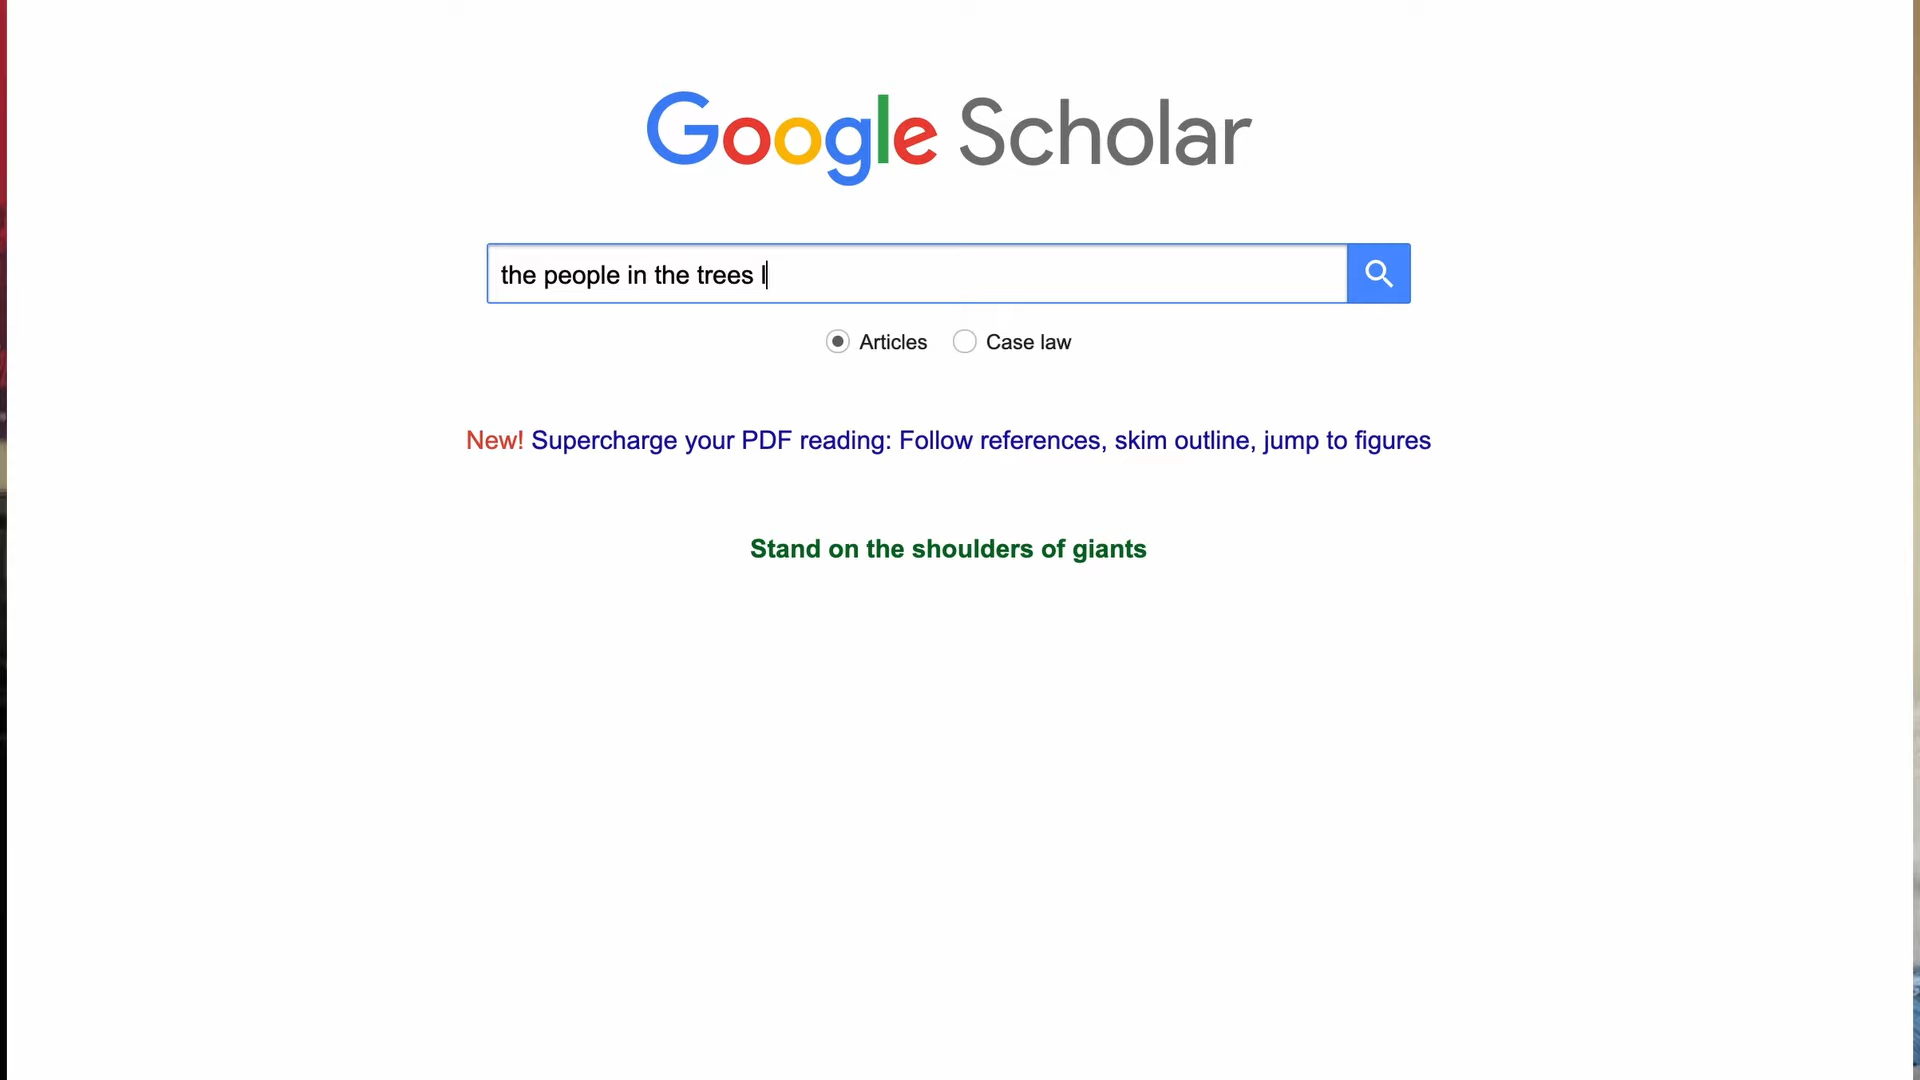 Google Scholar
the people in the trees l
Articles
Case law
New! Supercharge your PDF reading: Follow references, skim outline, jump to figures
Stand on the shoulders of giants